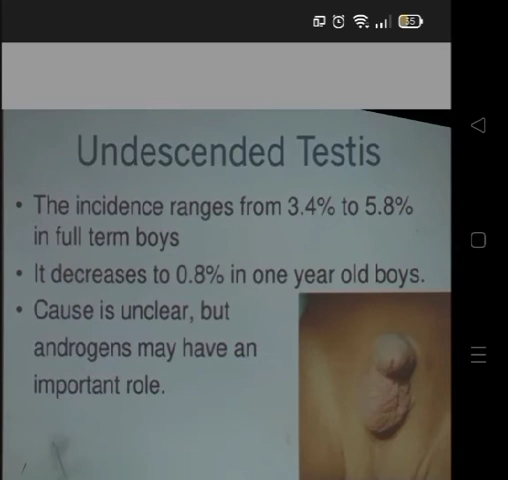 55
Undescended Testis
• The incidence ranges from 3.4% to 5.8%
in full term boys
• It decreases to 0.8% in one year old boys.
• Cause is unclear, but
androgens may have an
important role.